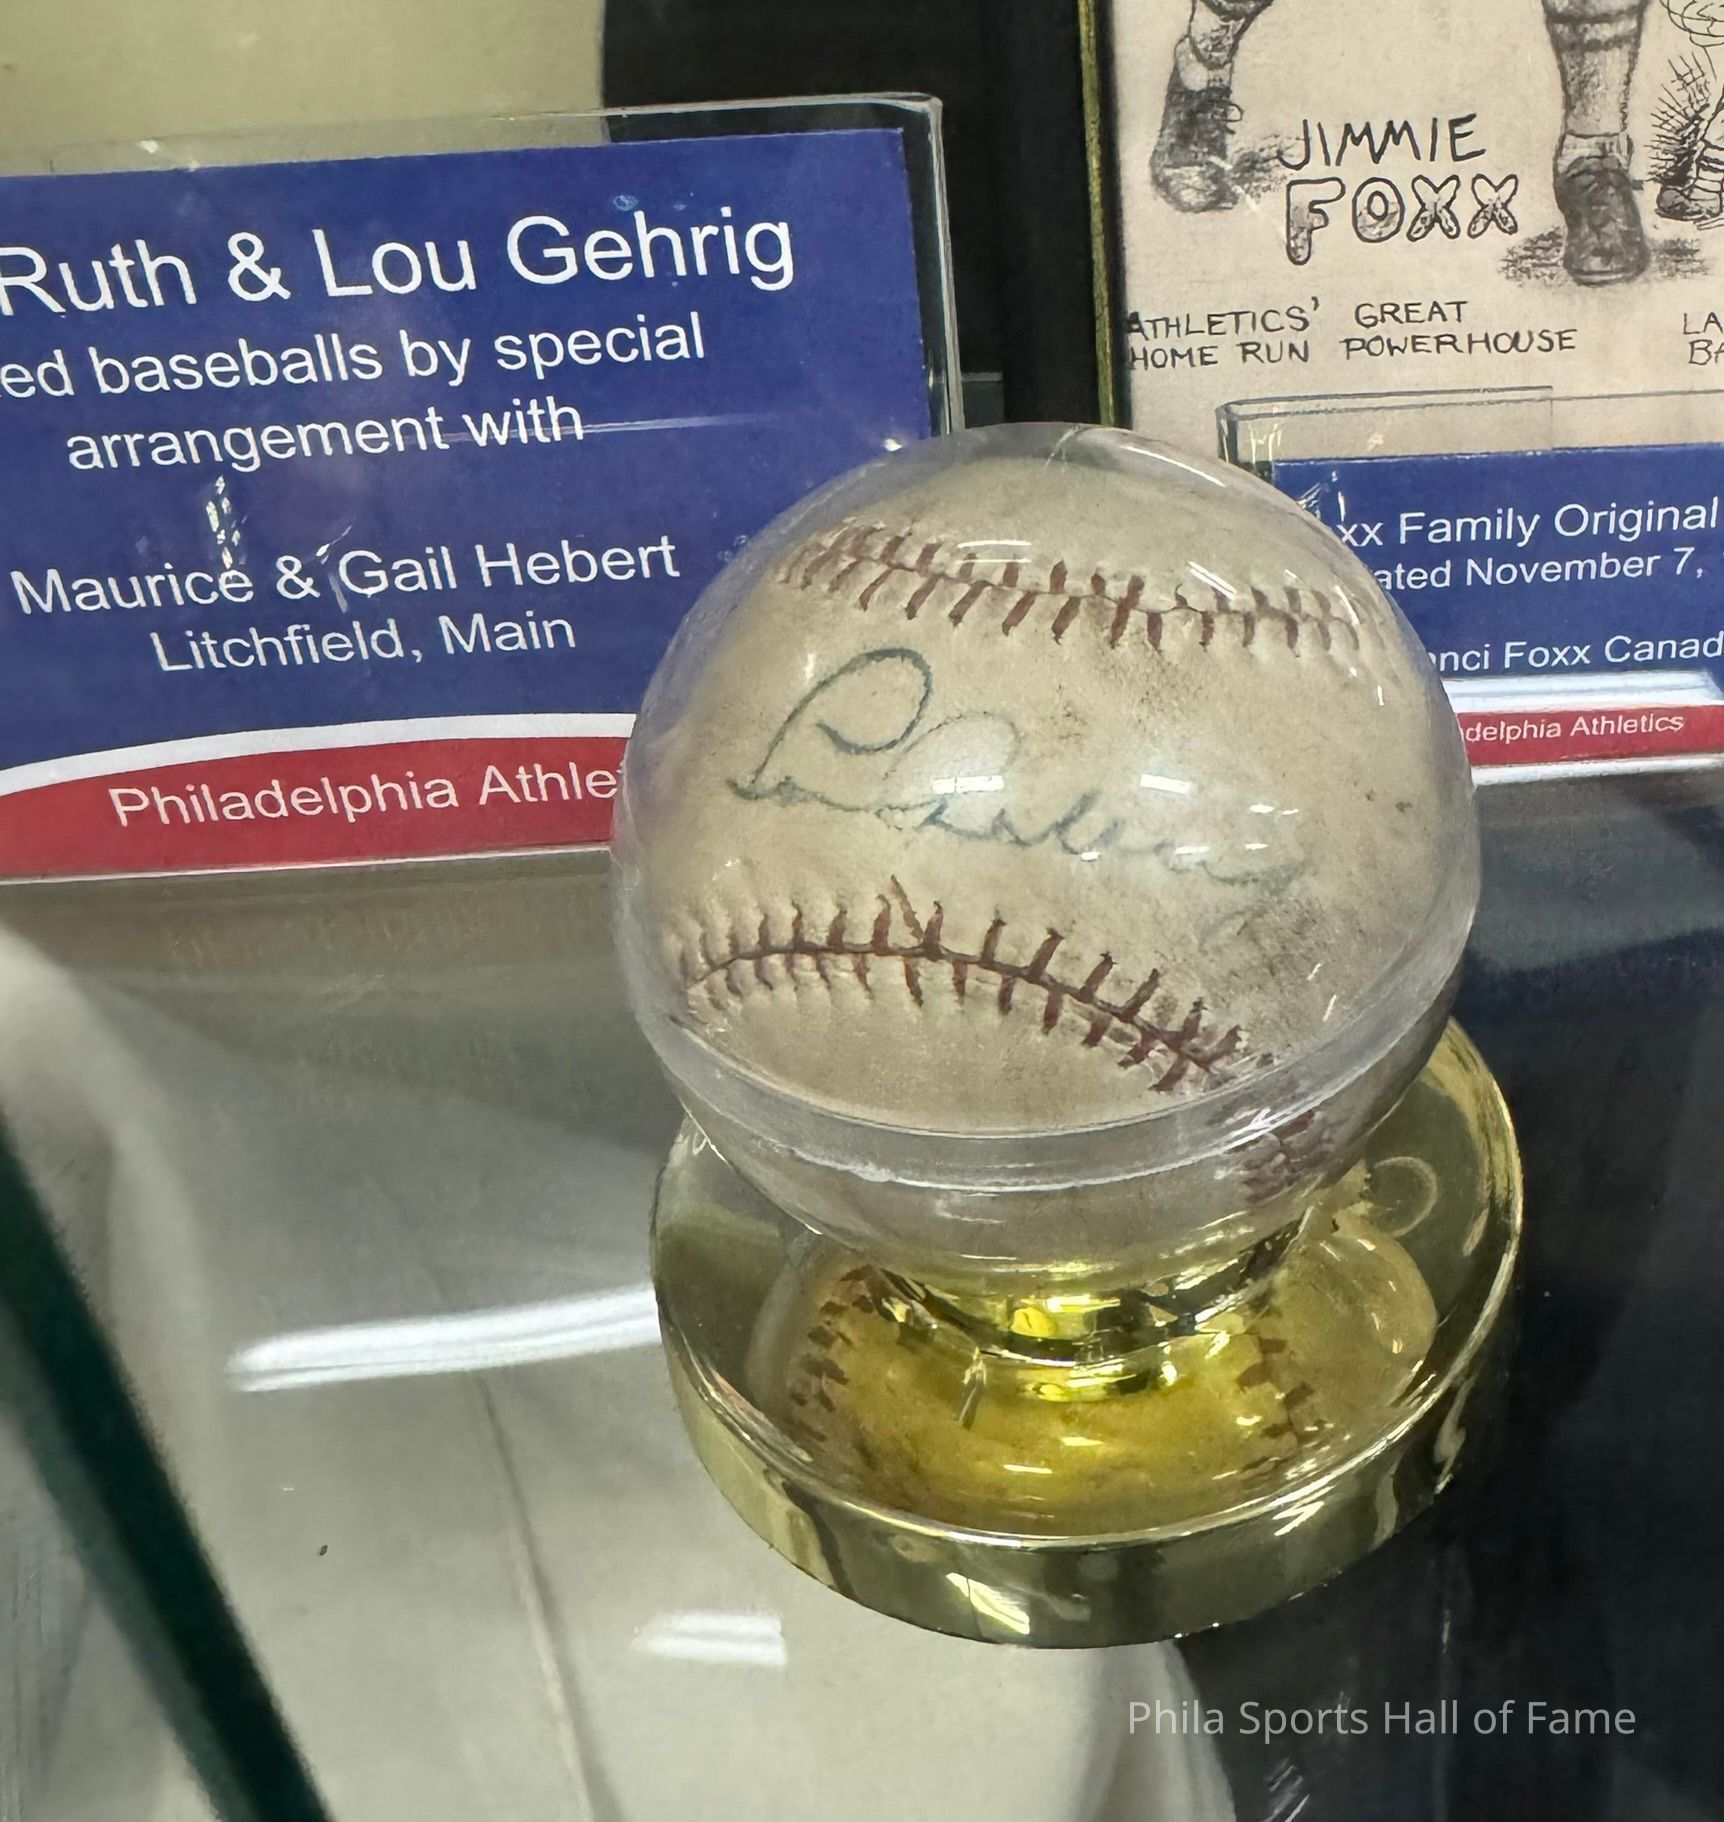 Ruth & Lou Gehrig
ed baseballs by special
arrangement with
Maurice & Gail Hebert
Litchfield, Main
Philadelphia Athle
JIMMIE
FOXX
ATHLETICS' GREAT
HOME RUN POWERHOUSE
LA
BA
xx Family Original
ated November 7,
nci Foxx Canad
delphia Athletics
Phila Sports Hall of Fame